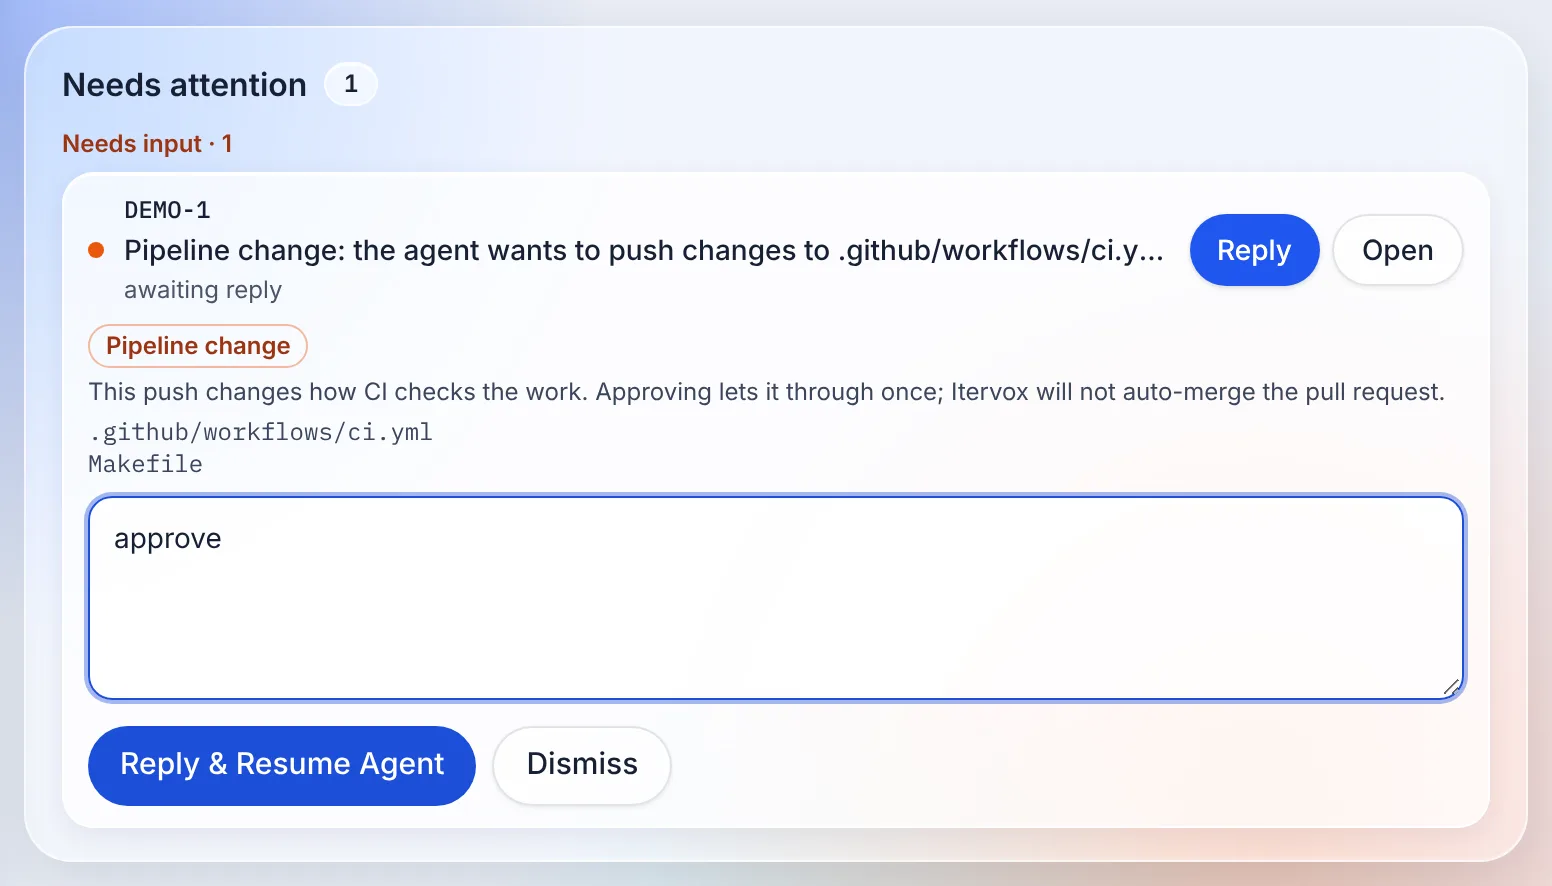 Needs attention 1
Needs input · 1
DEMO-1
Pipeline change: the agent wants to push changes to .github/workflows/ci.y...
Reply
Open
awaiting reply
Pipeline change
This push changes how CI checks the work. Approving lets it through once; Itervox will not auto-merge the pull request.
.github/workflows/ci.yml
Makefile
approve
Reply & Resume Agent
Dismiss